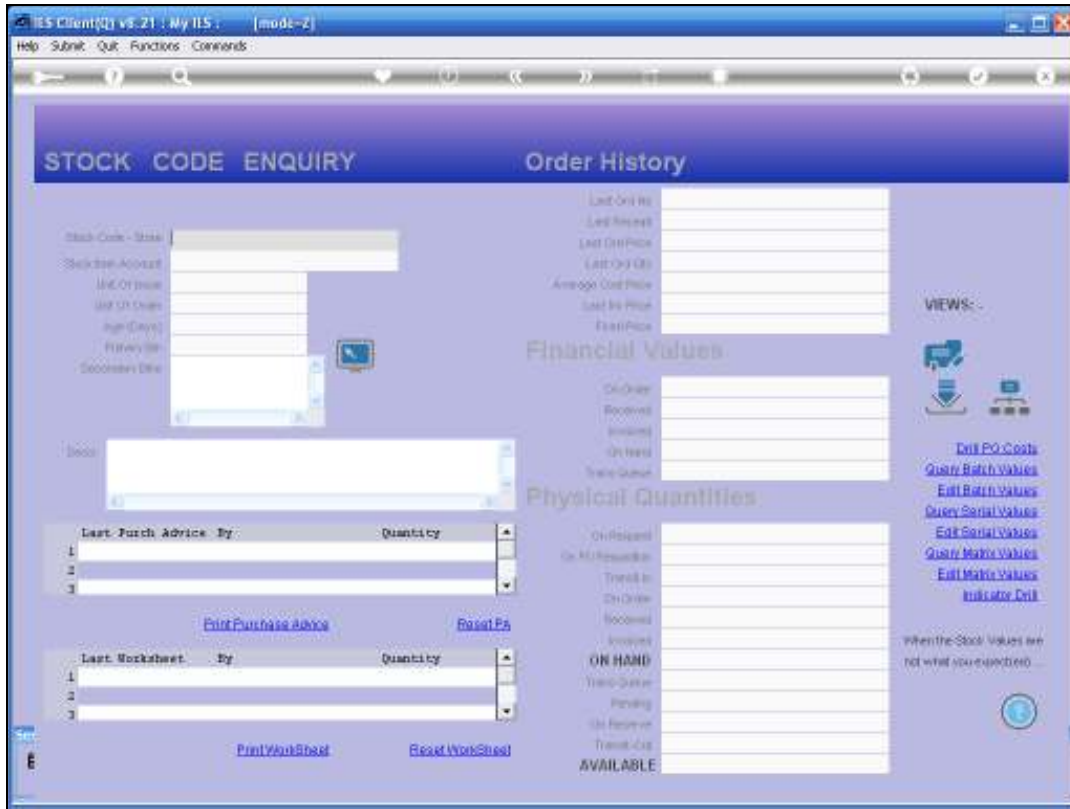 IES Client(Q) v8.21 : My IES : [mode=2]
Help Submit Quit Functions Commands
STOCK CODE ENQUIRY
Order History
Last Ord No
Last Receipt
Stock Code - Store
Last Ord Price
Stock Item Account
Last Ord Qty
Unit Of Issue
Average Cost Price
Unit Of Order
Last Inv Price
VIEWS: -
Age (Days)
Fixed Price
Primary Bin
Financial Values
Secondary Bins
On Order
Received
Invoiced
Descr
On Hand
Drill PO Costs
Trans Queue
Query Batch Values
Physical Quantities
Edit Batch Values
Query Serial Values
Last Purch Advice By Quantity
On Request
Edit Serial Values
1
On PO Requisition
Query Matrix Values
2
Transit In
Edit Matrix Values
3
On Order
Indicator Drill
Print Purchase Advice
Reset PA
Received
Invoiced
When the Stock Values are
not what you expect(ed) ...
Last Worksheet By Quantity
ON HAND
1
Trans Queue
2
Pending
3
On Reserve
Print WorkSheet
Reset WorkSheet
Transit-Out
AVAILABLE